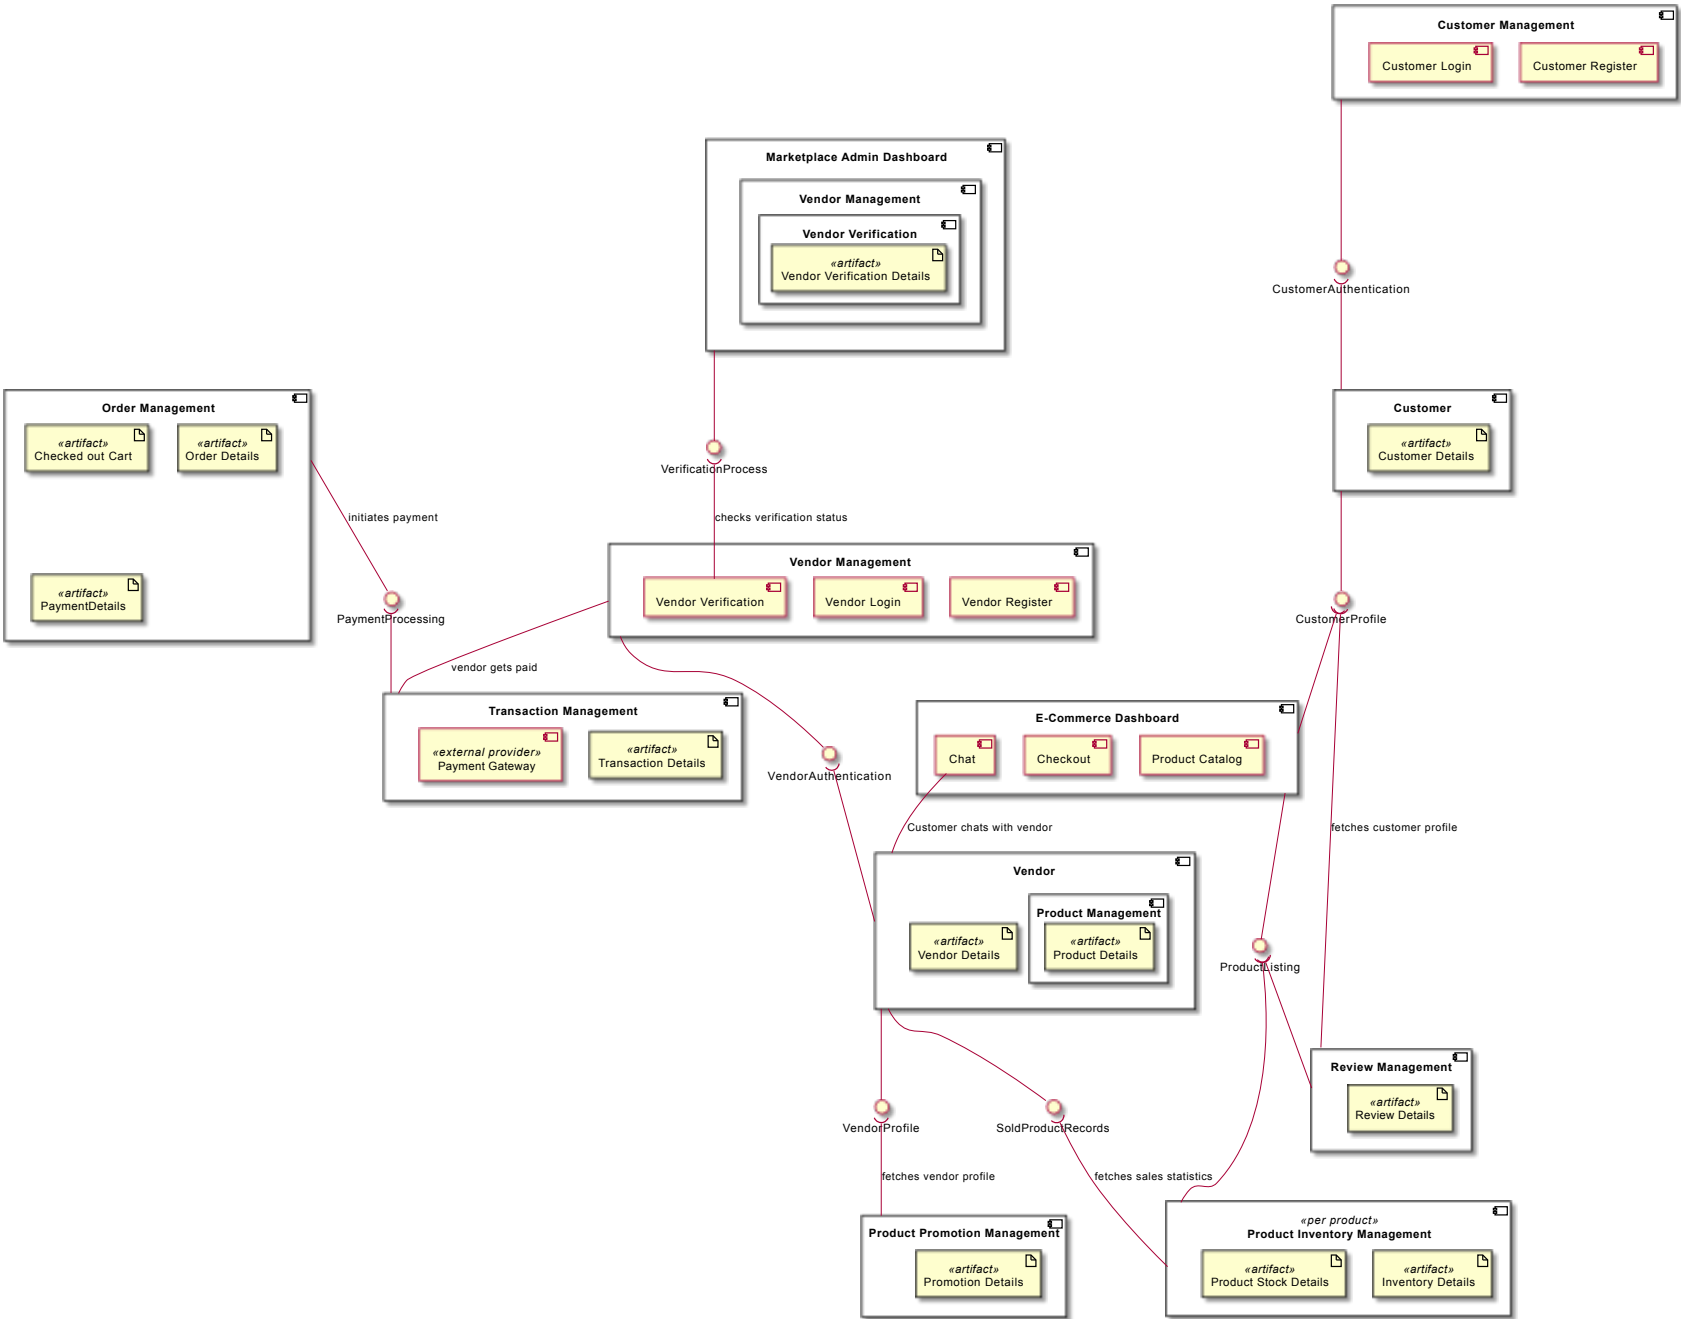 Customer Management
Customer Login
Customer Register
Marketplace Admin Dashboard
Vendor Management
Vendor Verification
«artifact»
Vendor Verification Details
CustomerAuthentication
Order Management
«artifact»
Checked out Cart
«artifact»
Order Details
«artifact»
PaymentDetails
Customer
«artifact»
Customer Details
VerificationProcess
initiates payment
checks verification status
Vendor Management
Vendor Verification
Vendor Login
Vendor Register
PaymentProcessing
CustomerProfile
vendor gets paid
Transaction Management
«external provider»
Payment Gateway
«artifact»
Transaction Details
E-Commerce Dashboard
Chat
Checkout
Product Catalog
VendorAuthentication
Customer chats with vendor
fetches customer profile
Vendor
«artifact»
Vendor Details
Product Management
«artifact»
Product Details
ProductListing
Review Management
«artifact»
Review Details
VendorProfile
SoldProductRecords
fetches vendor profile
fetches sales statistics
Product Promotion Management
«artifact»
Promotion Details
«per product»
Product Inventory Management
«artifact»
Product Stock Details
«artifact»
Inventory Details